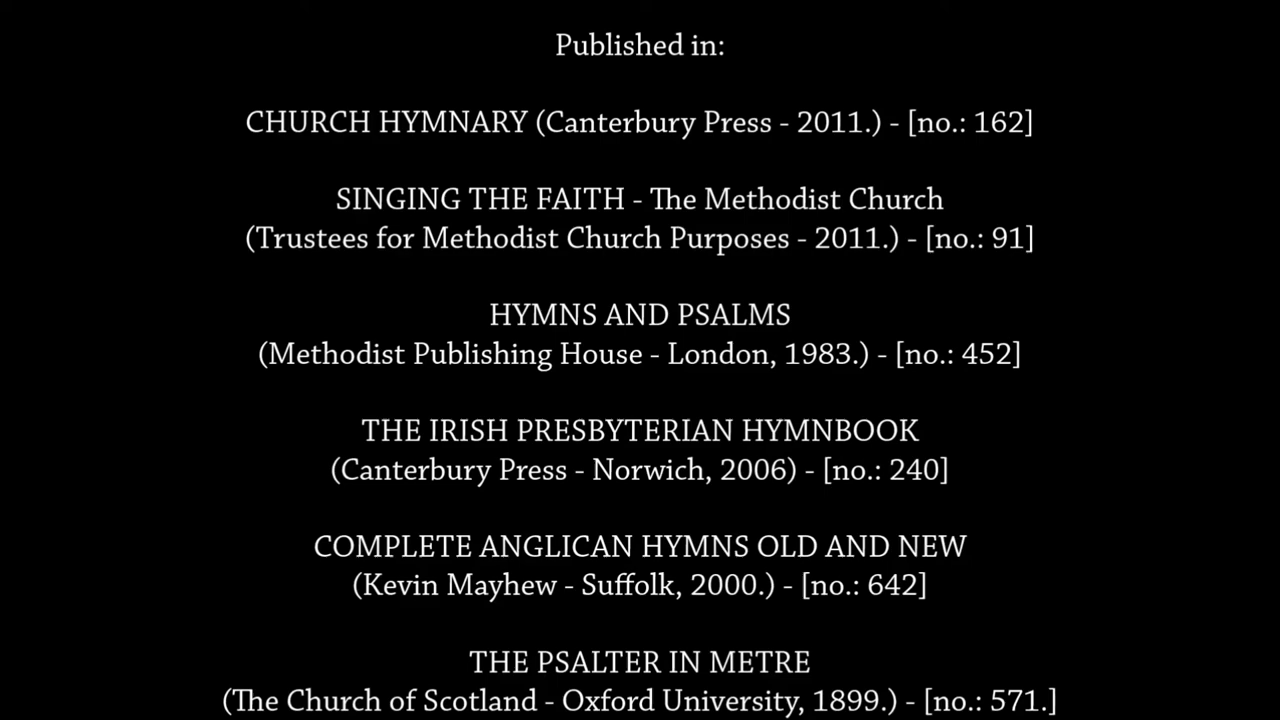 Published in:
CHURCH HYMNARY (Canterbury Press - 2011.) - [no.: 162]
SINGING THE FAITH - The Methodist Church
(Trustees for Methodist Church Purposes - 2011.) - [no.: 91]
HYMNS AND PSALMS
(Methodist Publishing House - London, 1983.) - [no.: 452]
THE IRISH PRESBYTERIAN HYMNBOOK
(Canterbury Press - Norwich, 2006) - [no.: 240]
COMPLETE ANGLICAN HYMNS OLD AND NEW
(Kevin Mayhew - Suffolk, 2000.) - [no.: 642]
THE PSALTER IN METRE
(The Church of Scotland - Oxford University, 1899.) - [no.: 571.]